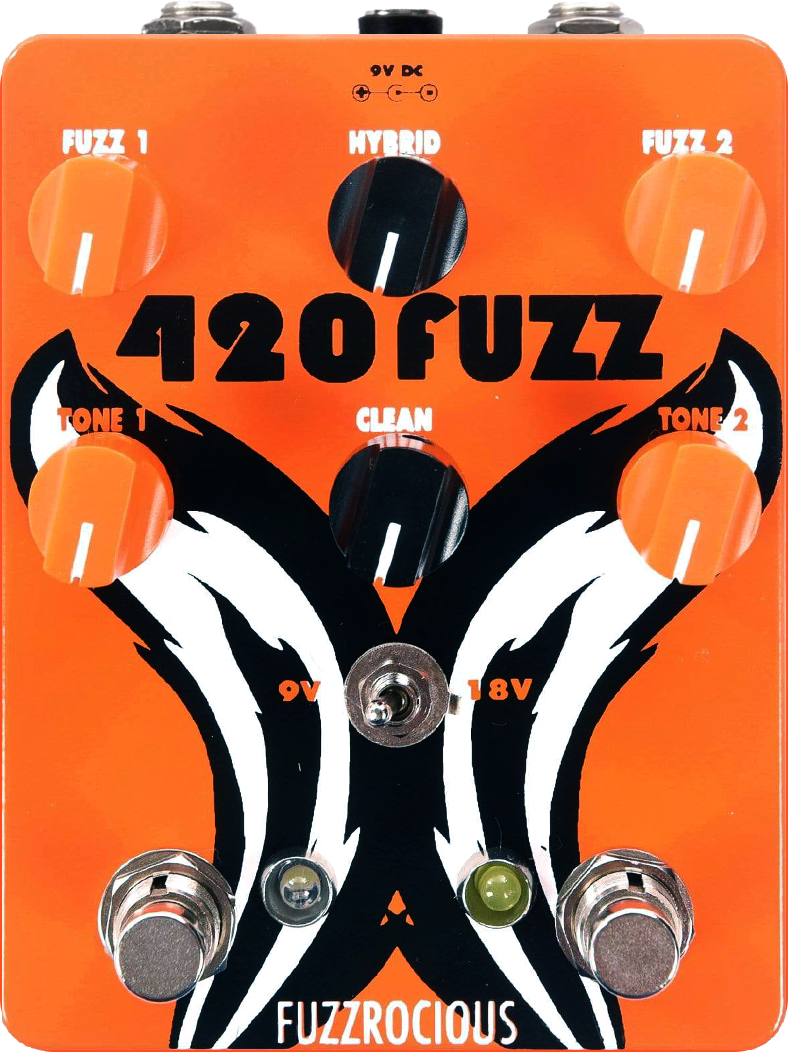 9V DC
FUZZ 1 HYBRID FUZZ 2
420FUZZ
TONE 1 CLEAN TONE 2
9V 18V
FUZZROCIOUS